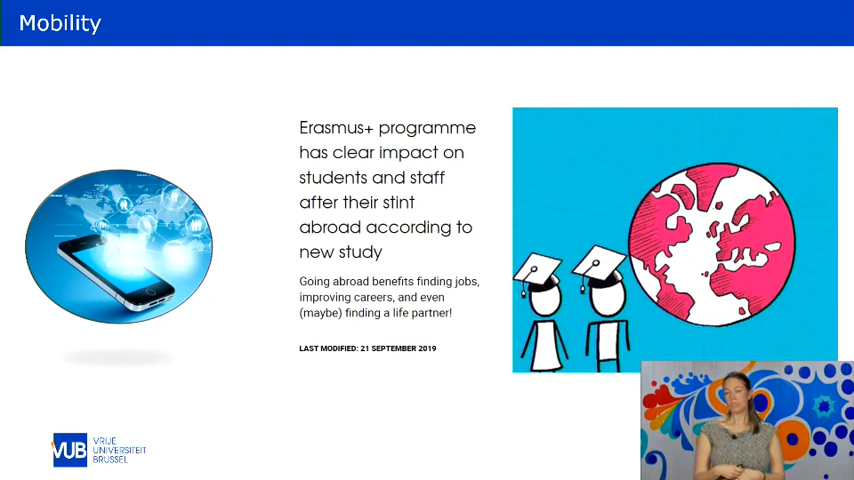 Mobility
Erasmus+ programme
has clear impact on
students and staff
after their stint
abroad according to
new study
Going abroad benefits finding jobs,
improving careers, and even
(maybe) finding a life partner!
LAST MODIFIED: 21 SEPTEMBER 2019
VUB
VRIJE
UNIVERSITEIT
BRUSSEL